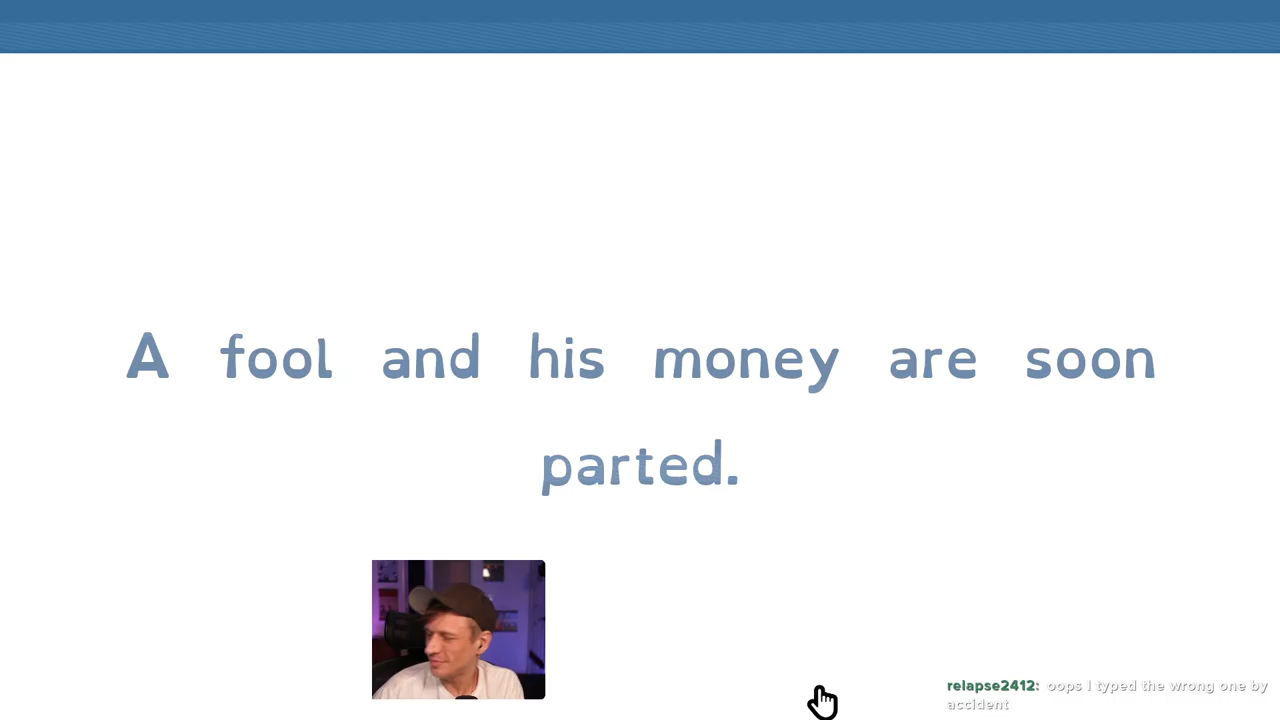 A fool and his money are soon
parted.
relapse2412: oops I typed the wrong one by
accident